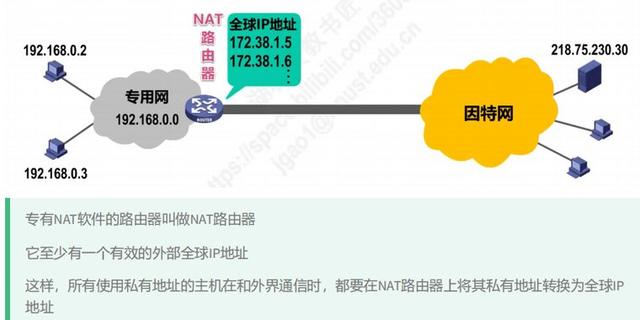 NAT
路
由
器
全球IP地址
172.38.1.5
172.38.1.6
⋮
192.168.0.2
专用网
192.168.0.0
ROUTER
192.168.0.3
218.75.230.30
因特网
专有NAT软件的路由器叫做NAT路由器
它至少有一个有效的外部全球IP地址
这样，所有使用私有地址的主机在和外界通信时，都要在NAT路由器上将其私有地址转换为全球IP
地址